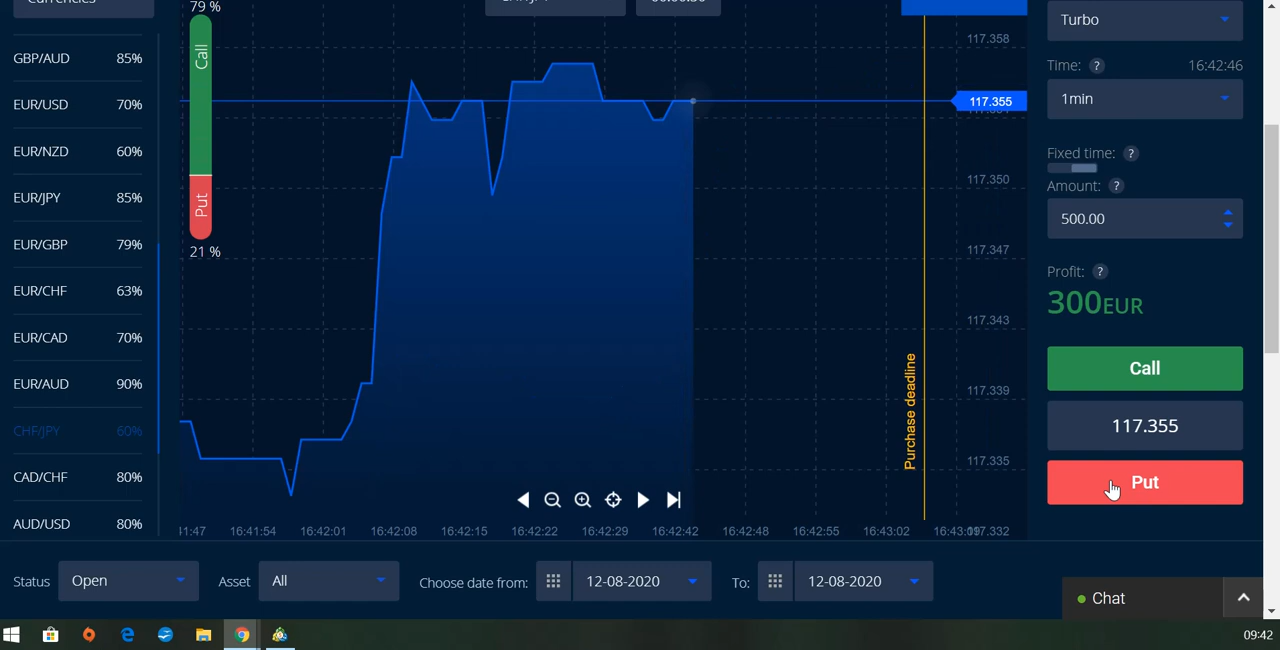 Currencies
GBP/AUD 85%
EUR/USD 70%
EUR/NZD 60%
EUR/JPY 85%
EUR/GBP 79%
EUR/CHF 63%
EUR/CAD 70%
EUR/AUD 90%
CHF/JPY 60%
CAD/CHF 80%
AUD/USD 80%
79 %
Call
Put
21 %
117.358
117.355
117.350
117.347
117.343
117.339
117.335
117.332
Purchase deadline
16:41:54
16:42:01
16:42:08
16:42:15
16:42:22
16:42:29
16:42:35
16:42:42
16:42:48
16:42:55
16:43:02
Turbo
Time: ? 16:42:46
1min
Fixed time: ?
Amount: ?
500.00
Profit: ?
300EUR
Call
117.355
Put
Status Open Asset All Choose date from: 12-08-2020 To: 12-08-2020
Chat
09:42